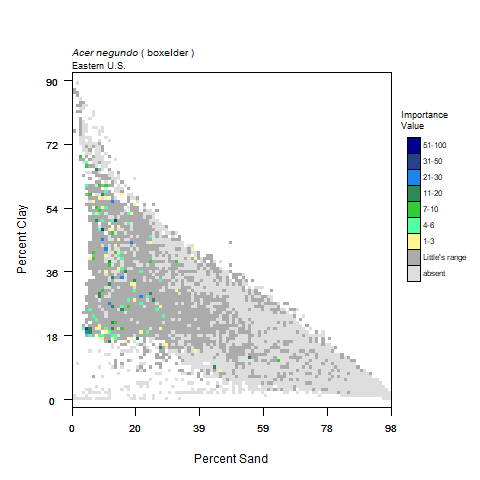 Acer negundo ( boxelder )
Eastern U.S.
Importance
Value
51-100
31-50
21-30
11-20
7-10
4-6
1-3
Little's range
absent
90
72
54
36
18
0
Percent Clay
0 20 39 59 78 98
Percent Sand